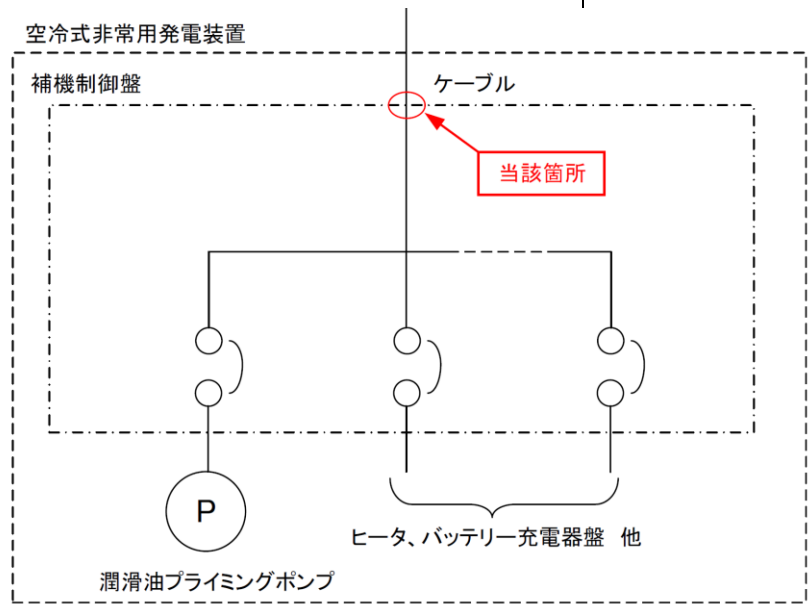 空冷式非常用発電装置
補機制御盤
ケーブル
当該箇所
P
ヒータ、バッテリー充電器盤 他
潤滑油プライミングポンプ